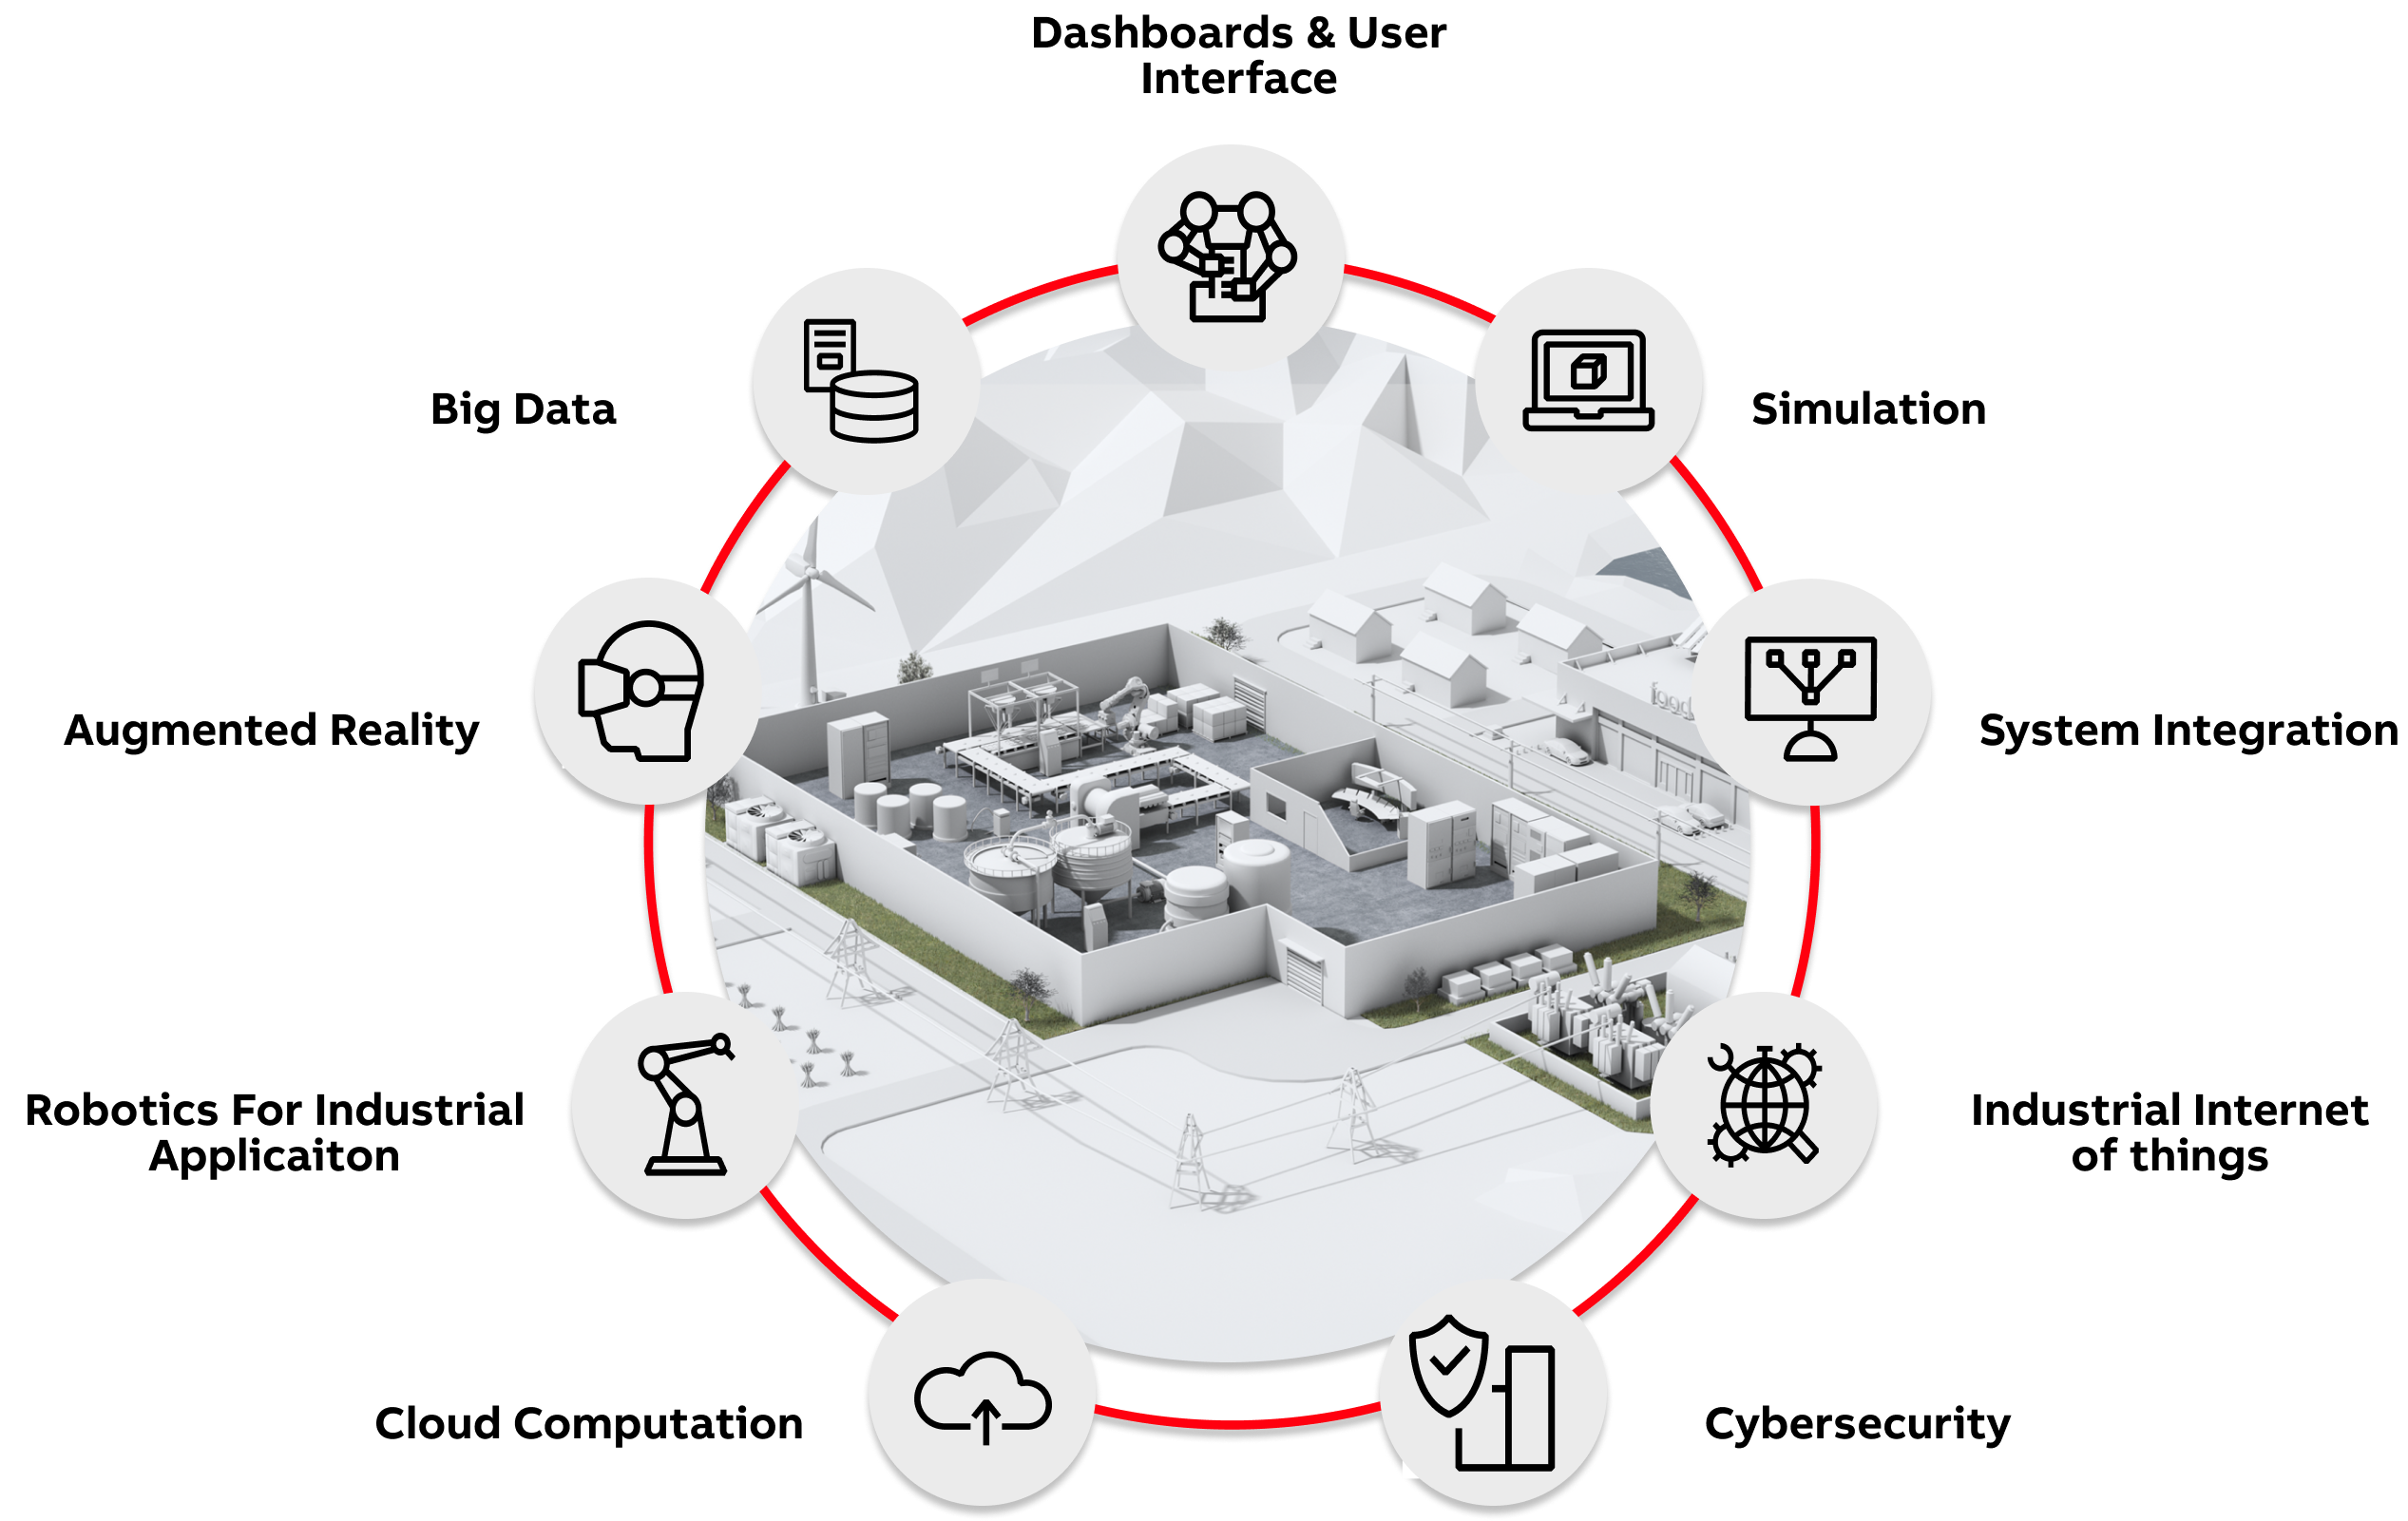 Dashboards & User
Interface
Big Data
Simulation
Augmented Reality
System Integration
Robotics For Industrial
Applicaiton
Industrial Internet
of things
Cloud Computation
Cybersecurity